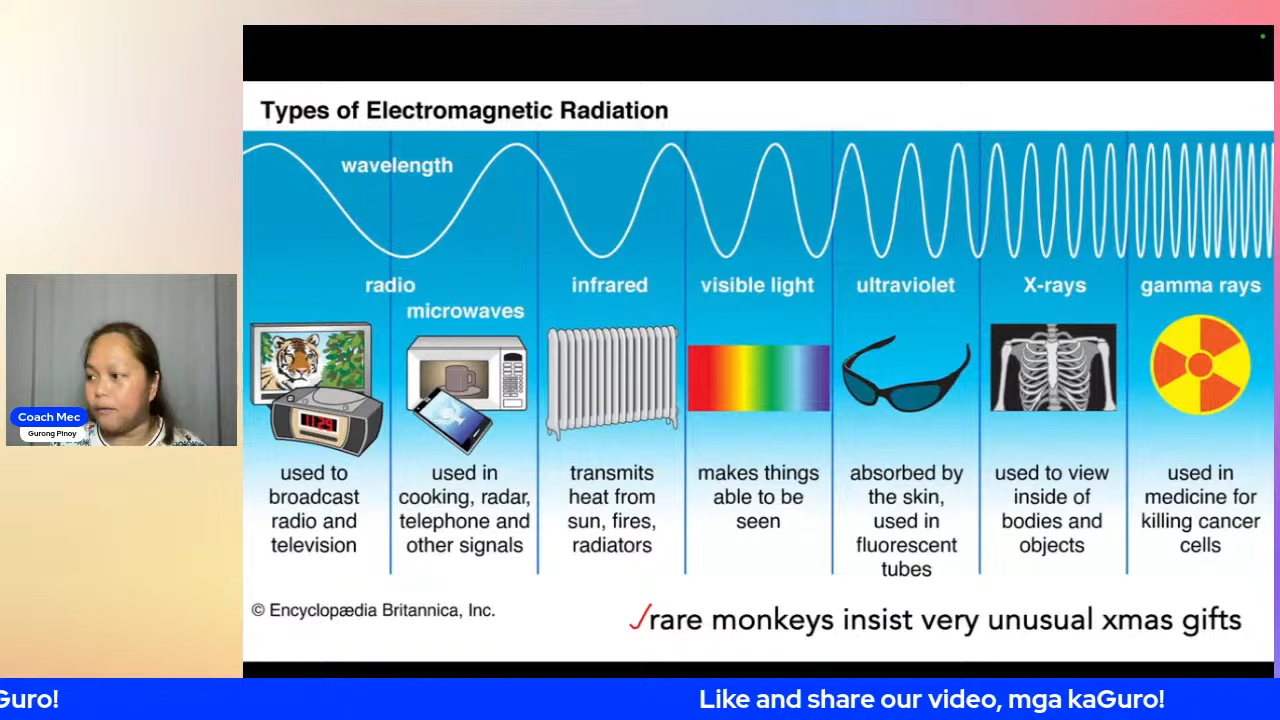 Types of Electromagnetic Radiation
wavelength
radio
microwaves
infrared
visible light
ultraviolet
X-rays
gamma rays
11:29
used to
broadcast
radio and
television
used in
cooking, radar,
telephone and
other signals
transmits
heat from
sun, fires,
radiators
makes things
able to be
seen
absorbed by
the skin,
used in
fluorescent
tubes
used to view
inside of
bodies and
objects
used in
medicine for
killing cancer
cells
© Encyclopædia Britannica, Inc.
rare monkeys insist very unusual xmas gifts
Coach Mec
Gurong Pinoy
Guro!
Like and share our video, mga kaGuro!